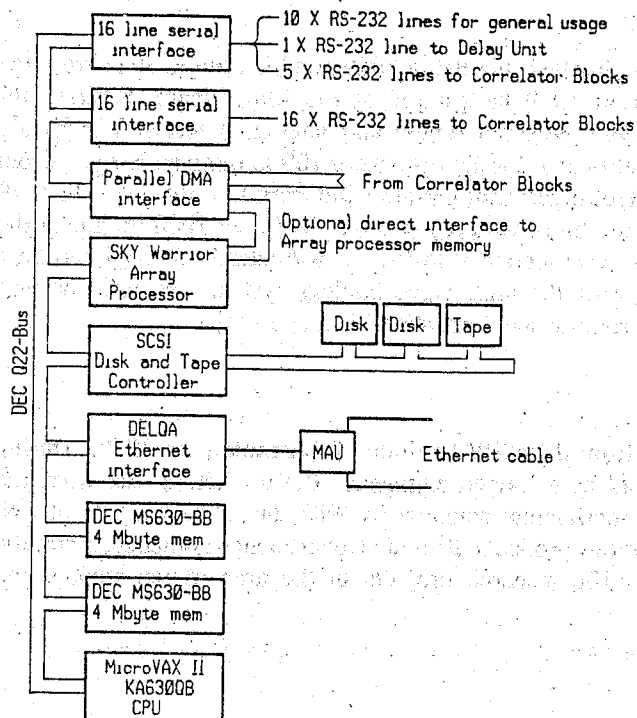 16 line serial
interface
10 X RS-232 lines for general usage
1 X RS-232 line to Delay Unit
5 X RS-232 lines to Correlator Blocks
16 line serial
interface
16 X RS-232 lines to Correlator Blocks
Parallel DMA
interface
From Correlator Blocks
Optional direct interface to
Array processor memory
SKY Warrior
Array
Processor
DEC Q22-Bus
Disk
Disk
Tape
SCSI
Disk and Tape
Controller
DELQA
Ethernet
interface
MAU
Ethernet cable
DEC MS630-BB
4 Mbyte mem
DEC MS630-BB
4 Mbyte mem
MicroVAX II
KA630QB
CPU